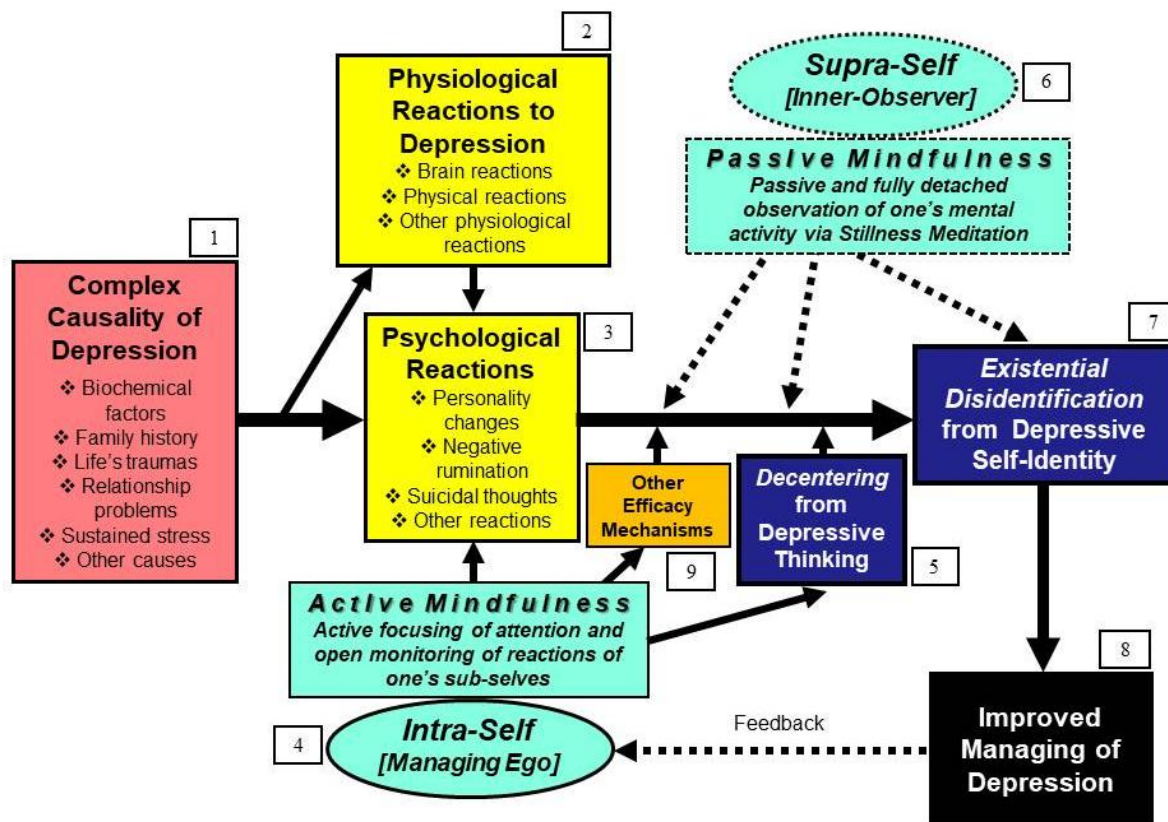 1
Complex
Causality of
Depression
❖ Biochemical
factors
❖ Family history
❖ Life's traumas
❖ Relationship
problems
❖ Sustained stress
❖ Other causes
2
Physiological
Reactions to
Depression
❖ Brain reactions
❖ Physical reactions
❖ Other physiological
reactions
3
Psychological
Reactions
❖ Personality
changes
❖ Negative
rumination
❖ Suicidal thoughts
❖ Other reactions
Active Mindfulness
Active focusing of attention and
open monitoring of reactions of
one's sub-selves
4
Intra-Self
[Managing Ego]
Other
Efficacy
Mechanisms
9
Decentering
from
Depressive
Thinking
5
Supra-Self
[Inner-Observer]
6
Passive Mindfulness
Passive and fully detached
observation of one's mental
activity via Stillness Meditation
7
Existential
Disidentification
from Depressive
Self-Identity
8
Improved
Managing of
Depression
Feedback